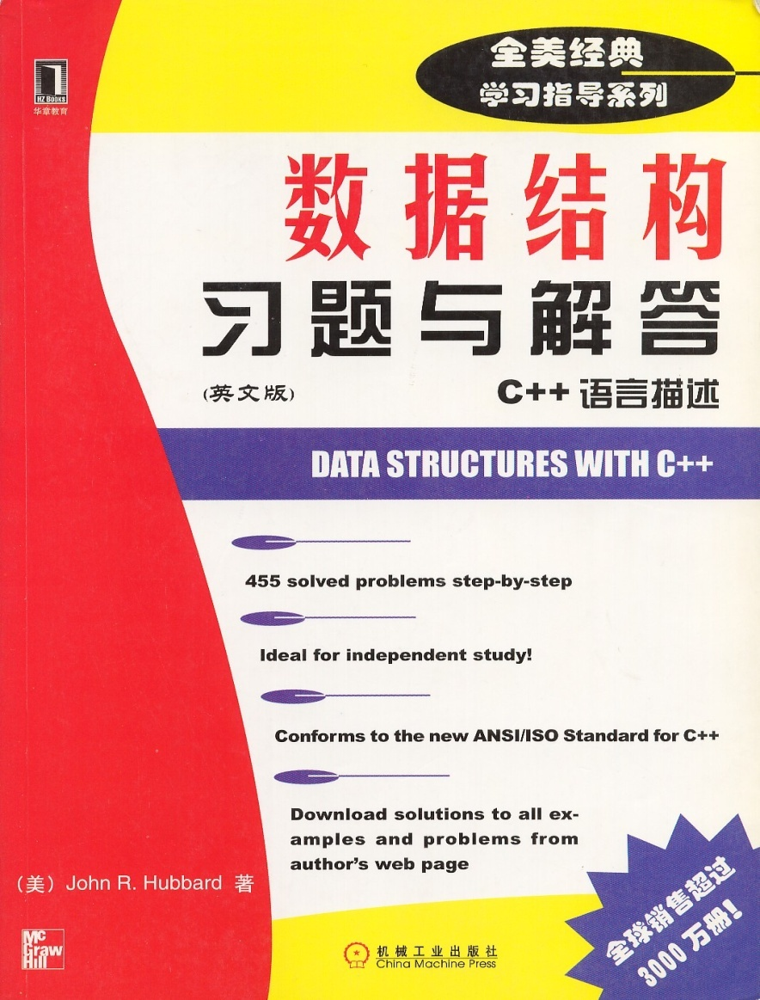 全美经典
学习指导系列
HZ BOOKS
华章教育
数据结构
习题与解答
(英文版)
C++ 语言描述
DATA STRUCTURES WITH C++
455 solved problems step-by-step
Ideal for independent study!
Conforms to the new ANSI/ISO Standard for C++
Download solutions to all ex-
amples and problems from
author's web page
（美）John R. Hubbard 著
全球销售超过
3000 万册!
Mc
Graw
Hill
机械工业出版社
China Machine Press